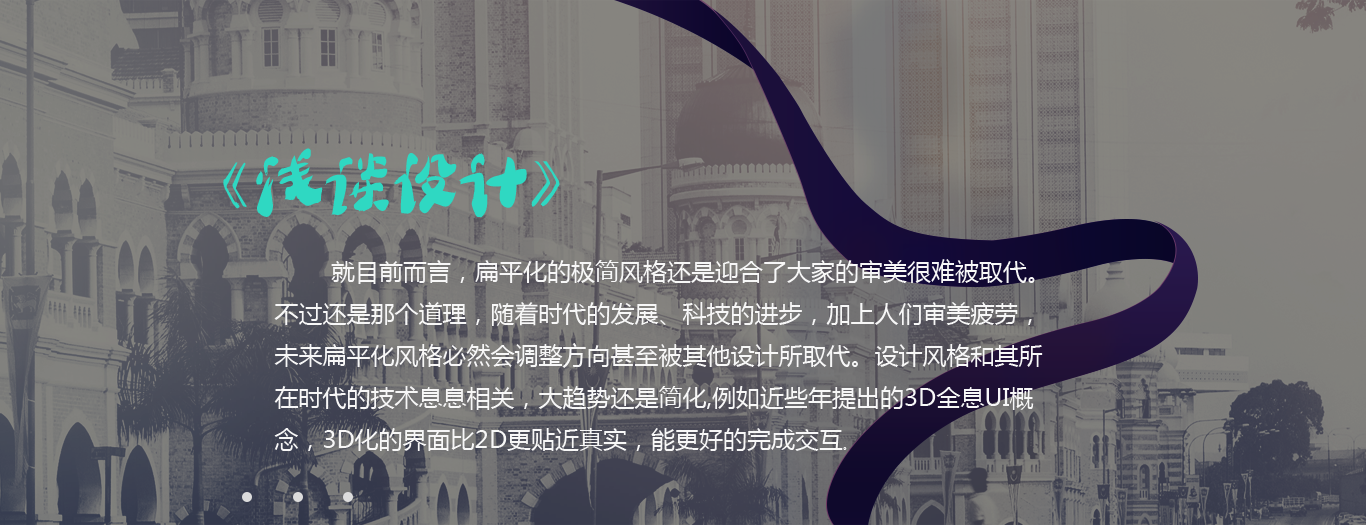 《浅谈设计》
就目前而言，扁平化的极简风格还是迎合了大家的审美很难被取代。
不过还是那个道理，随着时代的发展、科技的进步，加上人们审美疲劳，
未来扁平化风格必然会调整方向甚至被其他设计所取代。设计风格和其所
在时代的技术息息相关，大趋势还是简化,例如近些年提出的3D全息UI概
念，3D化的界面比2D更贴近真实，能更好的完成交互.